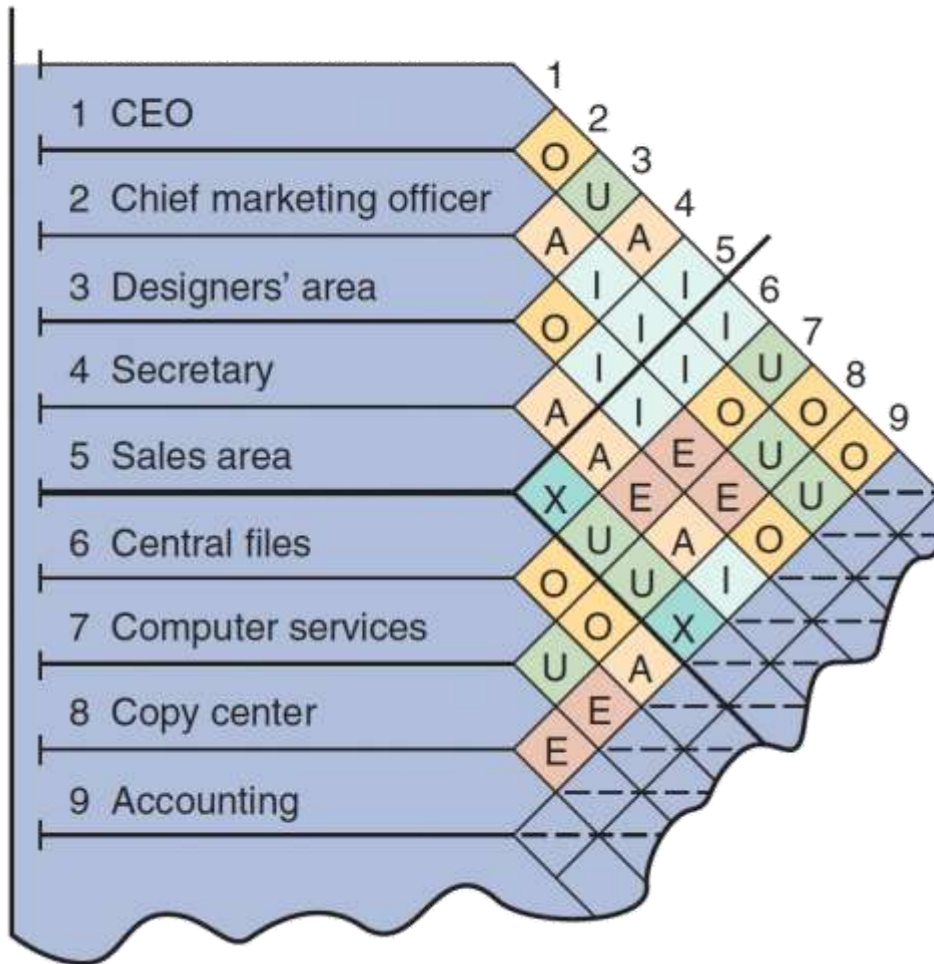 1
1 CEO 2
O 3
2 Chief marketing officer U 4
A A 5
3 Designers’ area I I 6
O I I 7
4 Secretary I I U 8
A I O O 9
5 Sales area A E U O
X E E U
6 Central files U A O
O U I
7 Computer services O X
U A
8 Copy center E
E
9 Accounting